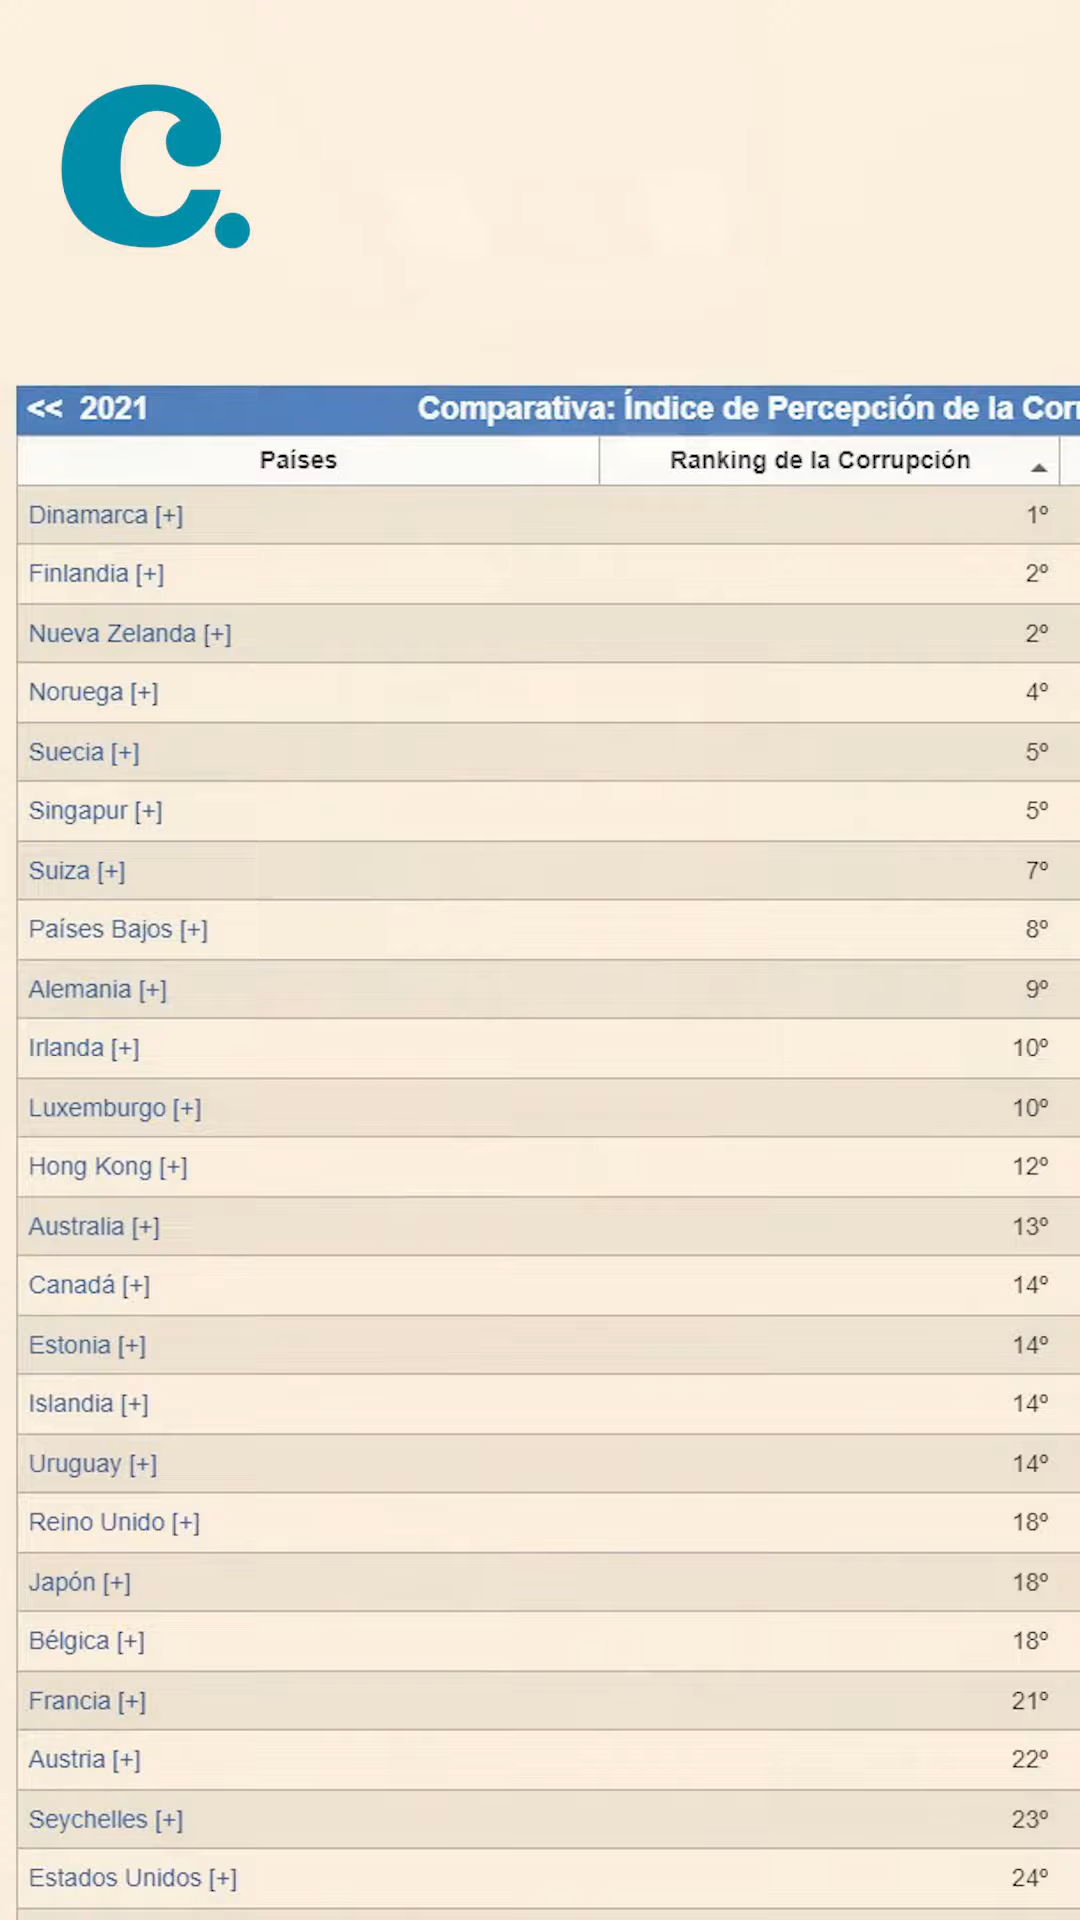 C.
<< 2021 Comparativa: Índice de Percepción de la Corr
Países Ranking de la Corrupción
Dinamarca [+] 1º
Finlandia [+] 2º
Nueva Zelanda [+] 2º
Noruega [+] 4º
Suecia [+] 5º
Singapur [+] 5º
Suiza [+] 7º
Países Bajos [+] 8º
Alemania [+] 9º
Irlanda [+] 10º
Luxemburgo [+] 10º
Hong Kong [+] 12º
Australia [+] 13º
Canadá [+] 14º
Estonia [+] 14º
Islandia [+] 14º
Uruguay [+] 14º
Reino Unido [+] 18º
Japón [+] 18º
Bélgica [+] 18º
Francia [+] 21º
Austria [+] 22º
Seychelles [+] 23º
Estados Unidos [+] 24º